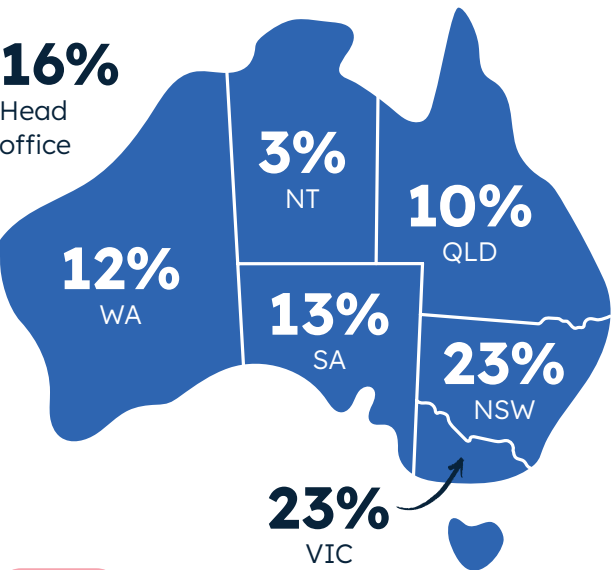 16%
Head
office
3%
NT
10%
QLD
12%
WA
13%
SA
23%
NSW
23%
VIC